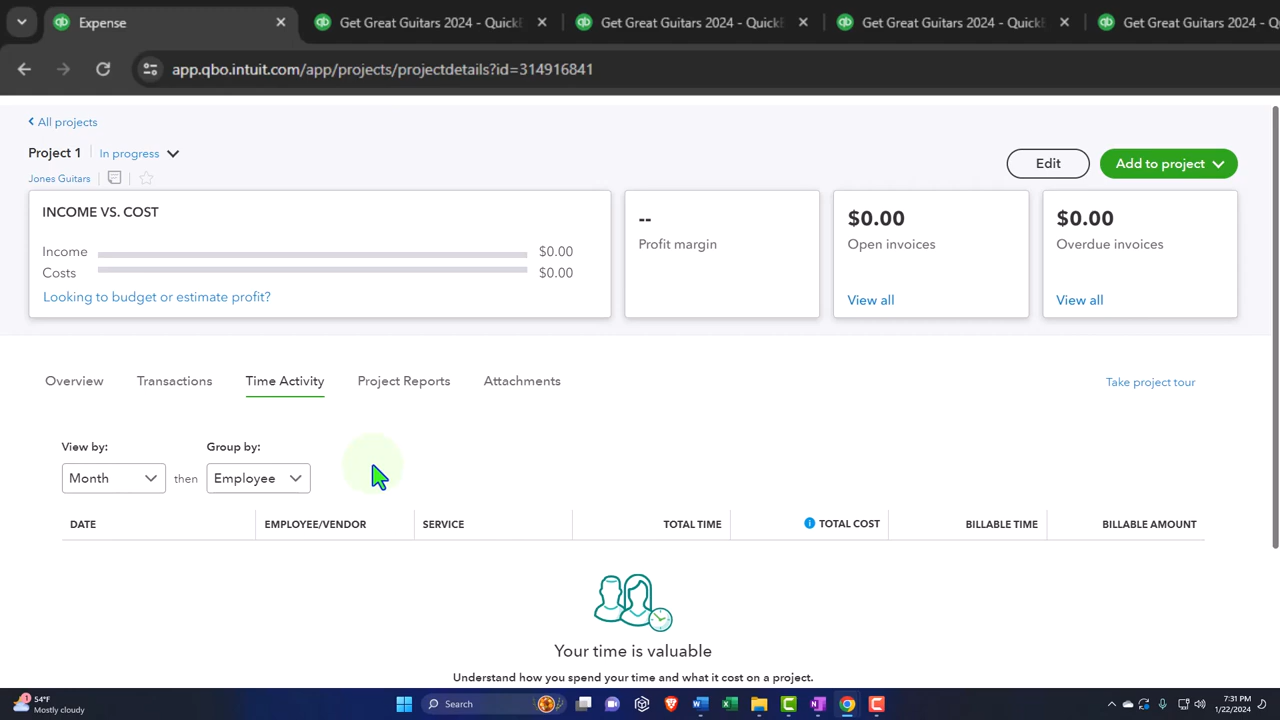 Expense
Get Great Guitars 2024 - QuickB
Get Great Guitars 2024 - QuickB
Get Great Guitars 2024 - QuickB
Get Great Guitars 2024 - Q
app.qbo.intuit.com/app/projects/projectdetails?id=314916841
All projects
Project 1
In progress
Edit
Add to project
Jones Guitars
INCOME VS. COST
Income $0.00
Costs $0.00
Looking to budget or estimate profit?
--
Profit margin
$0.00
Open invoices
View all
$0.00
Overdue invoices
View all
Overview Transactions Time Activity Project Reports Attachments Take project tour
View by: Group by:
Month then Employee
DATE EMPLOYEE/VENDOR SERVICE TOTAL TIME TOTAL COST BILLABLE TIME BILLABLE AMOUNT
Your time is valuable
Understand how you spend your time and what it cost on a project.
1
54°F
Mostly cloudy
Search
7:31 PM
1/22/2024